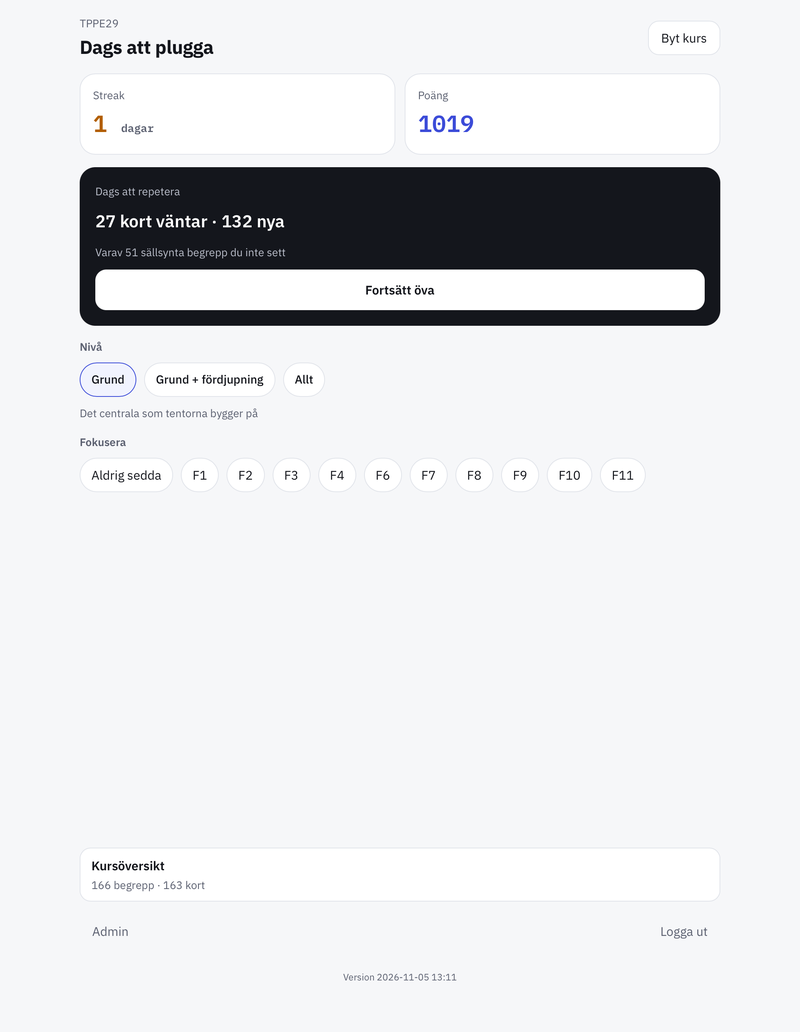 TPPE29
Dags att plugga
Byt kurs
Streak
1 dagar
Poäng
1019
Dags att repetera
27 kort väntar · 132 nya
Varav 51 sällsynta begrepp du inte sett
Fortsätt öva
Nivå
Grund
Grund + fördjupning
Allt
Det centrala som tentorna bygger på
Fokusera
Aldrig sedda F1 F2 F3 F4 F6 F7 F8 F9 F10 F11
Kursöversikt
166 begrepp · 163 kort
Admin
Logga ut
Version 2026-11-05 13:11